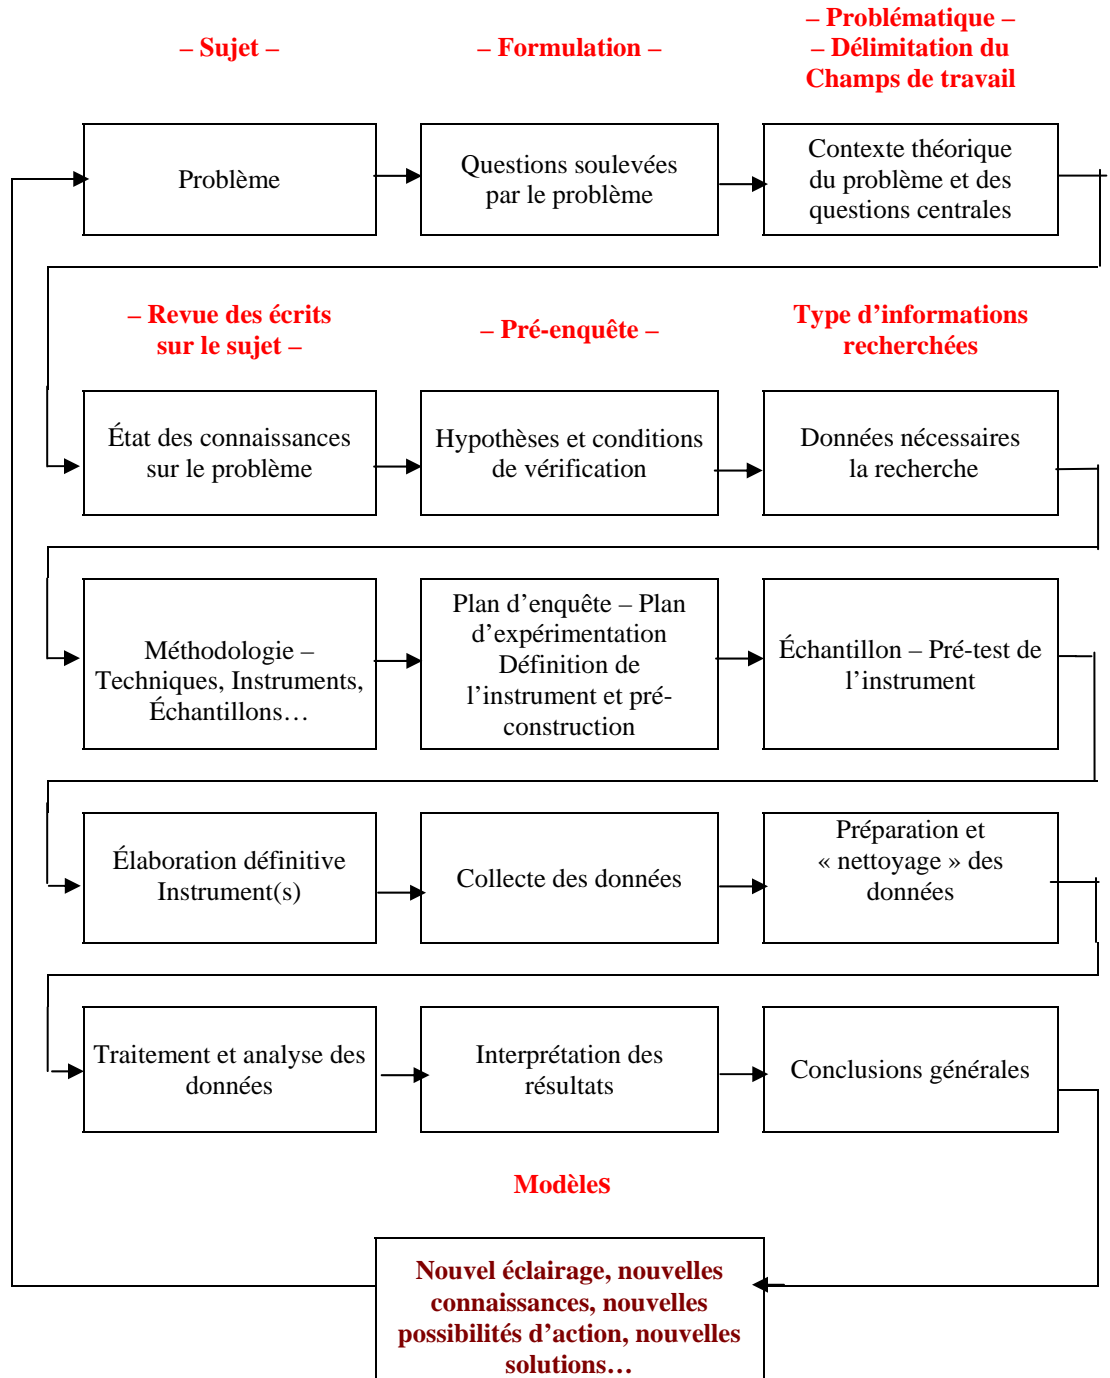 – Sujet –
– Formulation –
– Problématique –
– Délimitation du
Champs de travail
Problème
Questions soulevées
par le problème
Contexte théorique
du problème et des
questions centrales
– Revue des écrits
sur le sujet –
– Pré-enquête –
Type d’informations
recherchées
État des connaissances
sur le problème
Hypothèses et conditions
de vérification
Données nécessaires
la recherche
Méthodologie –
Techniques, Instruments,
Échantillons…
Plan d’enquête – Plan
d’expérimentation
Définition de
l’instrument et pré-
construction
Échantillon – Pré-test de
l’instrument
Élaboration définitive
Instrument(s)
Collecte des données
Préparation et
« nettoyage » des
données
Traitement et analyse des
données
Interprétation des
résultats
Conclusions générales
Modèles
Nouvel éclairage, nouvelles
connaissances, nouvelles
possibilités d’action, nouvelles
solutions…